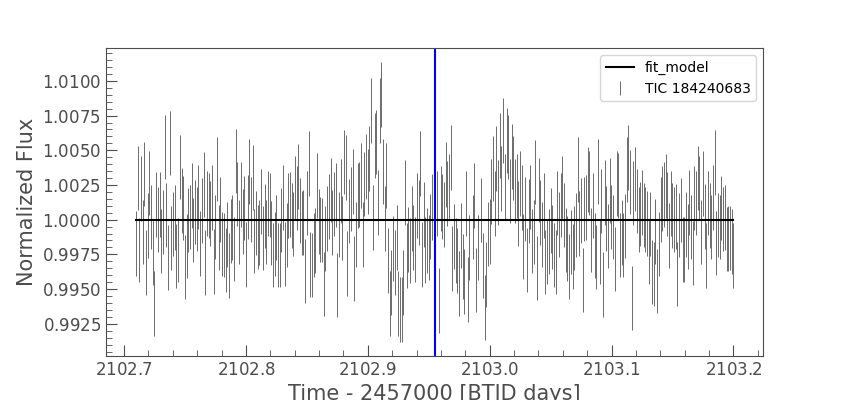 fit_model
TIC 184240683
1.0100
1.0075
1.0050
1.0025
1.0000
0.9975
0.9950
0.9925
Normalized Flux
2102.7 2102.8 2102.9 2103.0 2103.1 2103.2
Time - 2457000 [BTJD days]